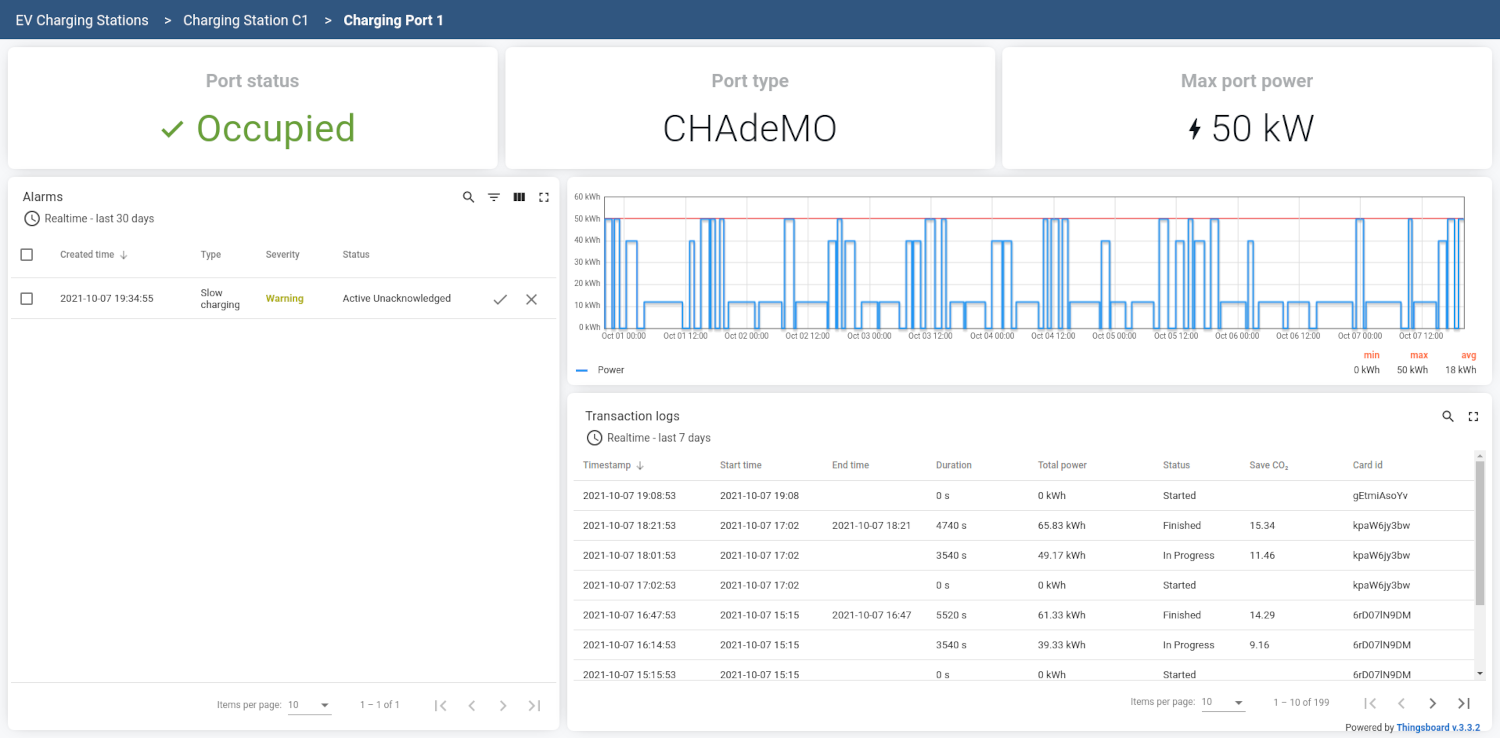 EV Charging Stations > Charging Station C1 > Charging Port 1
Port status
Occupied
Port type
CHAdeMO
Max port power
50 kW
Alarms
Realtime - last 30 days
Created time Type Severity Status
2021-10-07 19:34:55 Slow charging Warning Active Unacknowledged
Items per page: 10 1 – 1 of 1
60 kWh
50 kWh
40 kWh
30 kWh
20 kWh
10 kWh
0 kWh
Oct 01 00:00 Oct 01 12:00 Oct 02 00:00 Oct 02 12:00 Oct 03 00:00 Oct 03 12:00 Oct 04 00:00 Oct 04 12:00 Oct 05 00:00 Oct 05 12:00 Oct 06 00:00 Oct 06 12:00 Oct 07 00:00 Oct 07 12:00
min max avg
Power 0 kWh 50 kWh 18 kWh
Transaction logs
Realtime - last 7 days
Timestamp Start time End time Duration Total power Status Save CO₂ Card id
2021-10-07 19:08:53 2021-10-07 19:08 0 s 0 kWh Started gEtmiAsoYv
2021-10-07 18:21:53 2021-10-07 17:02 2021-10-07 18:21 4740 s 65.83 kWh Finished 15.34 kpaW6jy3bw
2021-10-07 18:01:53 2021-10-07 17:02 3540 s 49.17 kWh In Progress 11.46 kpaW6jy3bw
2021-10-07 17:02:53 2021-10-07 17:02 0 s 0 kWh Started kpaW6jy3bw
2021-10-07 16:47:53 2021-10-07 15:15 2021-10-07 16:47 5520 s 61.33 kWh Finished 14.29 6rD07lN9DM
2021-10-07 16:14:53 2021-10-07 15:15 3540 s 39.33 kWh In Progress 9.16 6rD07lN9DM
2021-10-07 15:15:53 2021-10-07 15:15 0 s 0 kWh Started 6rD07lN9DM
Items per page: 10 1 – 10 of 199
Powered by Thingsboard v.3.3.2